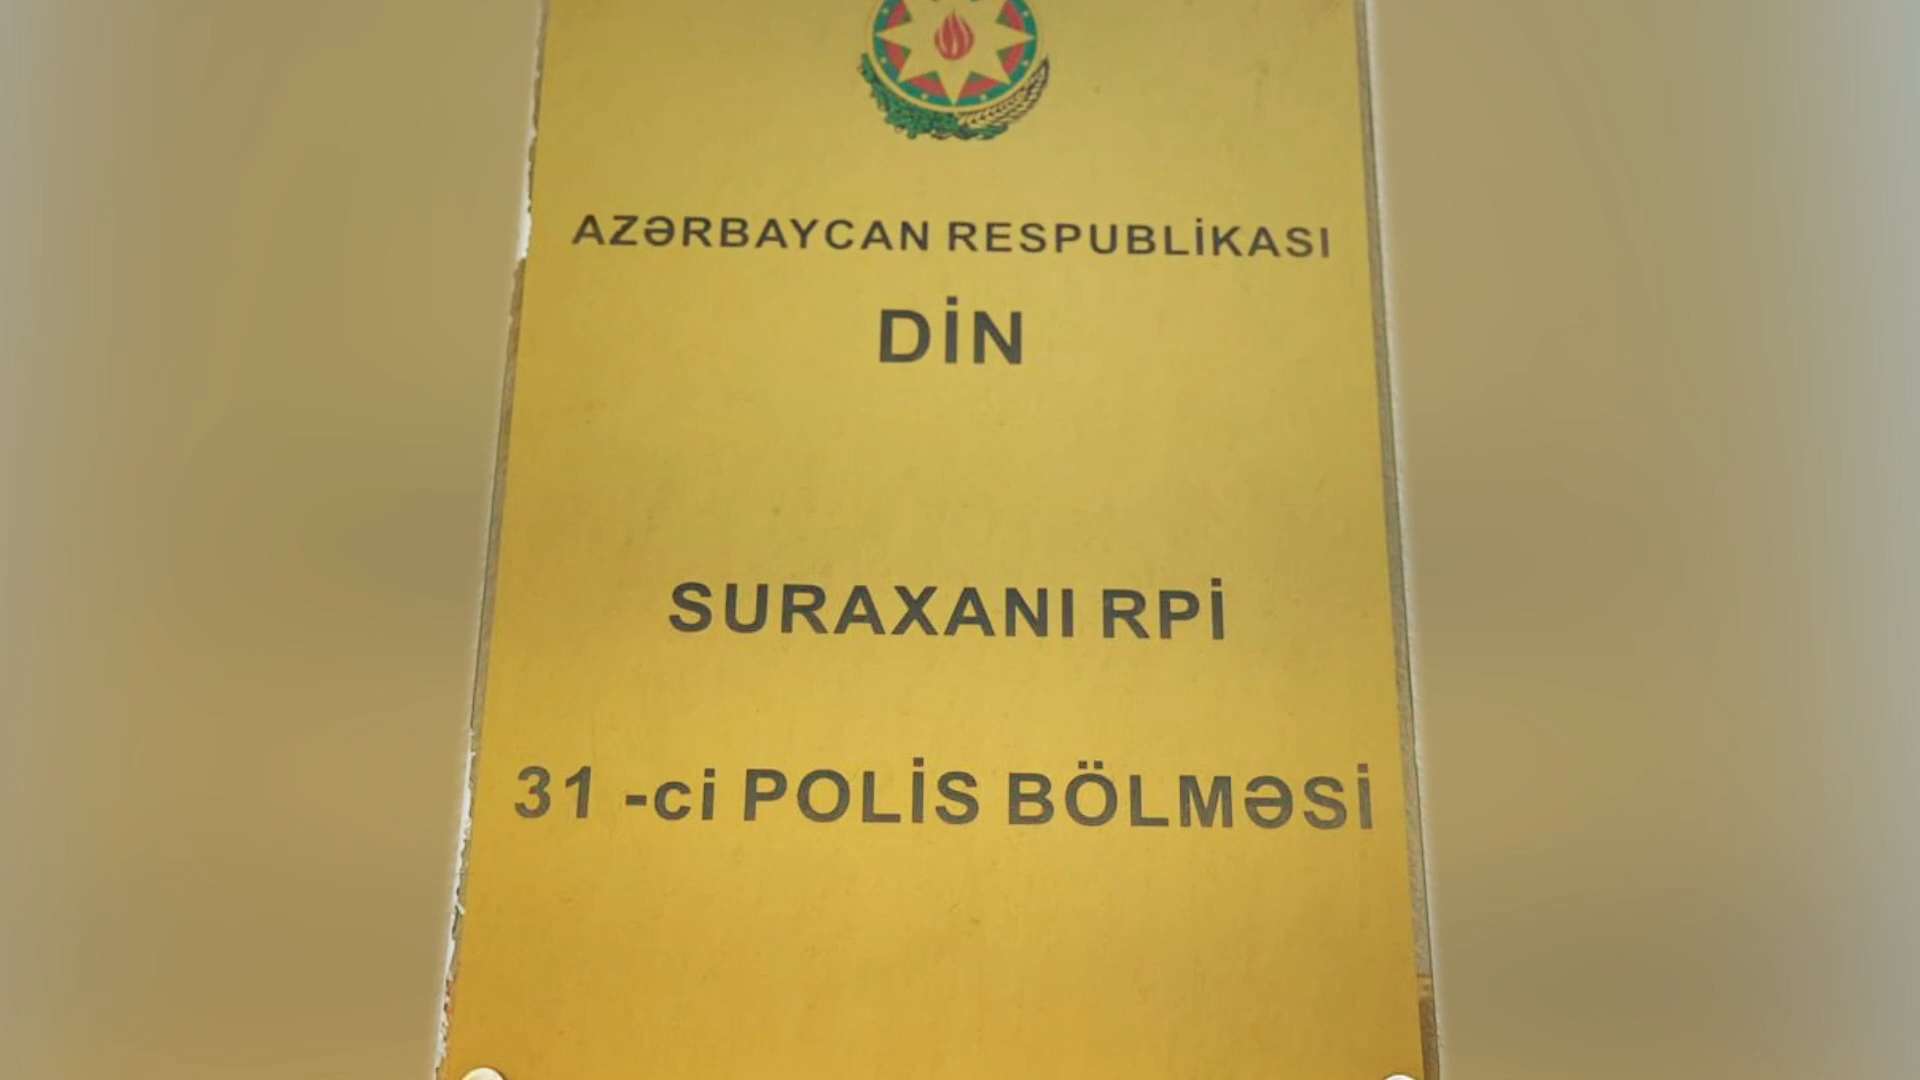 AZƏRBAYCAN RESPUBLİKASI
DİN
SURAXANI RPİ
31 -ci POLİS BÖLMƏSİ